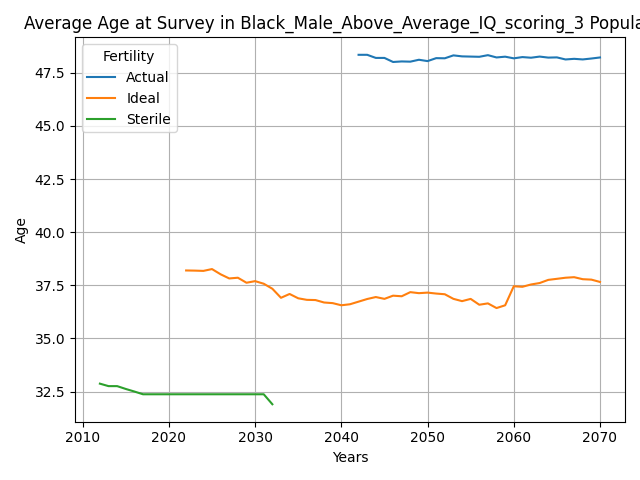 Average Age at Survey in Black_Male_Above_Average_IQ_scoring_3 Popula
Fertility
Actual
Ideal
Sterile
47.5
45.0
42.5
40.0
37.5
35.0
32.5
Age
2010 2020 2030 2040 2050 2060 2070
Years